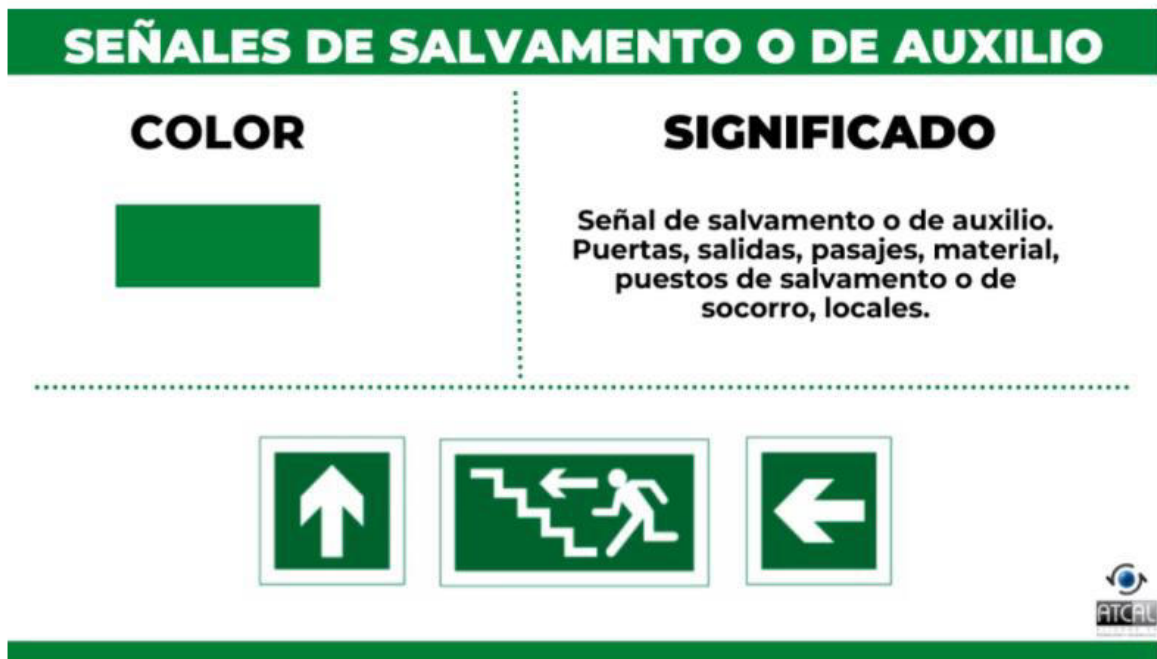 SEÑALES DE SALVAMENTO O DE AUXILIO
COLOR
SIGNIFICADO
Señal de salvamento o de auxilio.
Puertas, salidas, pasajes, material,
puestos de salvamento o de
socorro, locales.
ATCAL